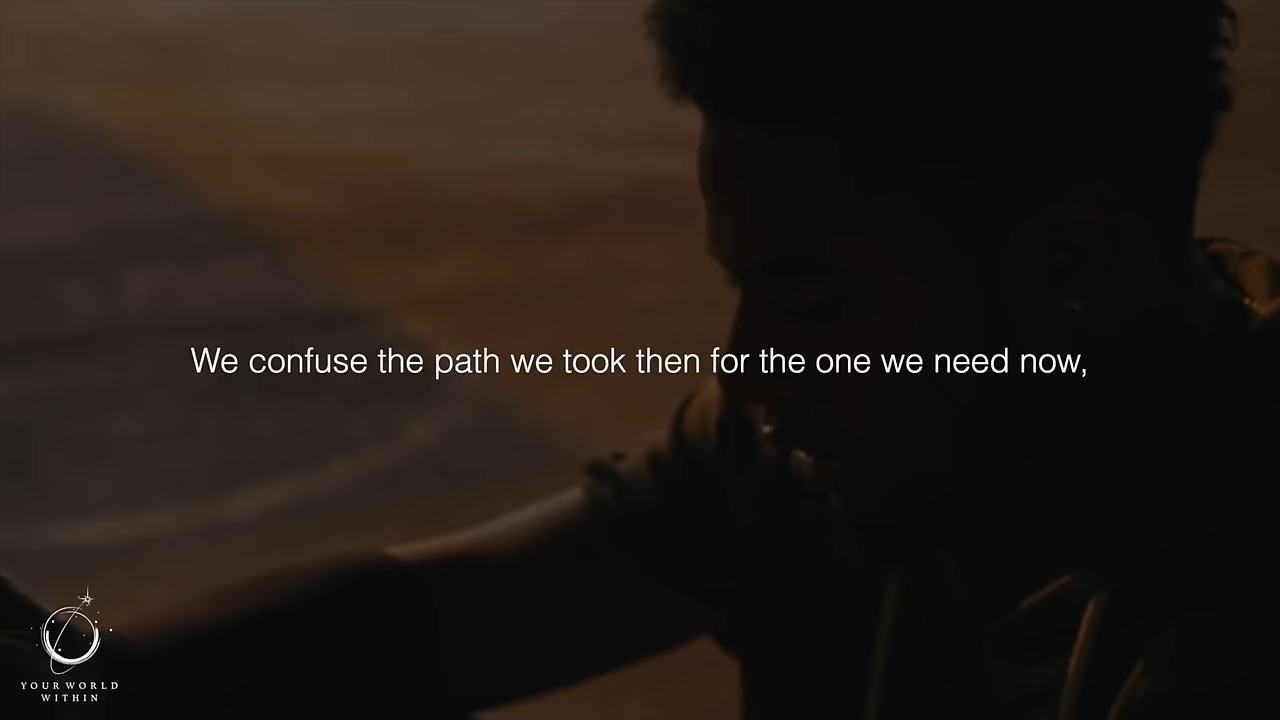 We confuse the path we took then for the one we need now,
YOUR WORLD
WITHIN